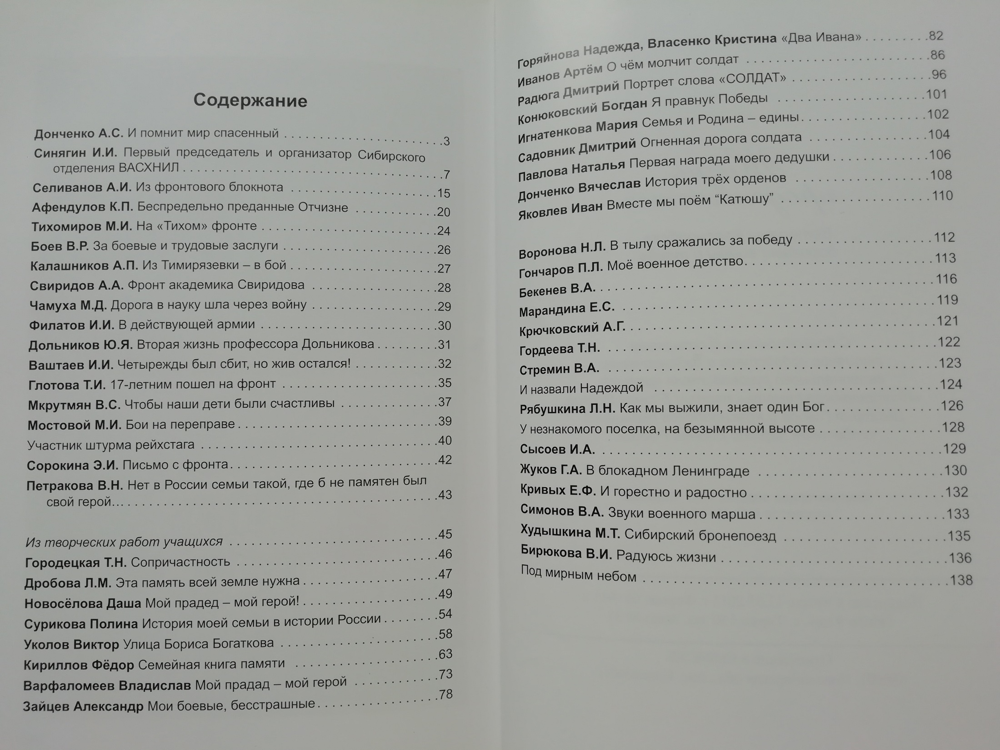 Содержание
Донченко А.С. И помнит мир спасенный . . . . . . . . . . . . . . . . . . . . . .3
Синягин И.И. Первый председатель и организатор Сибирского
отделения ВАСХНИЛ . . . . . . . . . . . . . . . . . . . . . . . . . . . . . . . . . . . .7
Селиванов А.И. Из фронтового блокнота . . . . . . . . . . . . . . . . . . . . .15
Афендулов К.П. Беспредельно преданные Отчизне . . . . . . . . . . . .20
Тихомиров М.И. На «Тихом» фронте . . . . . . . . . . . . . . . . . . . . . . . . .24
Боев В.Р. За боевые и трудовые заслуги . . . . . . . . . . . . . . . . . . . . . .26
Калашников А.П. Из Тимирязевки – в бой . . . . . . . . . . . . . . . . . . . . .27
Свиридов А.А. Фронт академика Свиридова . . . . . . . . . . . . . . . . . .28
Чамуха М.Д. Дорога в науку шла через войну . . . . . . . . . . . . . . . . . .29
Филатов И.И. В действующей армии . . . . . . . . . . . . . . . . . . . . . . . . .30
Дольников Ю.Я. Вторая жизнь профессора Дольникова . . . . . . . . .31
Ваштаев И.И. Четырежды был сбит, но жив остался! . . . . . . . . . . . .32
Глотова Т.И. 17-летним пошел на фронт . . . . . . . . . . . . . . . . . . . . . .35
Мкрутмян В.С. Чтобы наши дети были счастливы . . . . . . . . . . . . . .37
Мостовой М.И. Бои на переправе . . . . . . . . . . . . . . . . . . . . . . . . . . . .39
Участник штурма рейхстага . . . . . . . . . . . . . . . . . . . . . . . . . . . . . . . . .40
Сорокина Э.И. Письмо с фронта . . . . . . . . . . . . . . . . . . . . . . . . . . . . .42
Петракова В.Н. Нет в России семьи такой, где б не памятен был
свой герой... . . . . . . . . . . . . . . . . . . . . . . . . . . . . . . . . . . . . . . . . . . . .43
Из творческих работ учащихся . . . . . . . . . . . . . . . . . . . . . . . . . . . . .45
Городецкая Т.Н. Сопричастность . . . . . . . . . . . . . . . . . . . . . . . . . . . .46
Дробова Л.М. Эта память всей земле нужна . . . . . . . . . . . . . . . . . . .47
Новосёлова Даша Мой прадед – мой герой! . . . . . . . . . . . . . . . . . . .49
Сурикова Полина История моей семьи в истории России . . . . . . . .54
Уколов Виктор Улица Бориса Богаткова . . . . . . . . . . . . . . . . . . . . . .58
Кириллов Фёдор Семейная книга памяти . . . . . . . . . . . . . . . . . . . . .63
Варфаломеев Владислав Мой прадад – мой герой . . . . . . . . . . . .73
Зайцев Александр Мои боевые, бесстрашные . . . . . . . . . . . . . . . . .78
Горяйнова Надежда, Власенко Кристина «Два Ивана» . . . . . . . . .82
Иванов Артём О чём молчит солдат . . . . . . . . . . . . . . . . . . . . . . . . .86
Радюга Дмитрий Портрет слова «СОЛДАТ» . . . . . . . . . . . . . . . . . . .96
Конюковский Богдан Я правнук Победы . . . . . . . . . . . . . . . . . . . . .101
Игнатенкова Мария Семья и Родина – едины . . . . . . . . . . . . . . . . .102
Садовник Дмитрий Огненная дорога солдата . . . . . . . . . . . . . . . .104
Павлова Наталья Первая награда моего дедушки . . . . . . . . . . . . .106
Донченко Вячеслав История трёх орденов . . . . . . . . . . . . . . . . . .108
Яковлев Иван Вместе мы поём “Катюшу” . . . . . . . . . . . . . . . . . . . .110
Воронова Н.Л. В тылу сражались за победу . . . . . . . . . . . . . . . . . .112
Гончаров П.Л. Моё военное детство . . . . . . . . . . . . . . . . . . . . . . . . .113
Бекенев В.А. . . . . . . . . . . . . . . . . . . . . . . . . . . . . . . . . . . . . . . . . . . .116
Марандина Е.С. . . . . . . . . . . . . . . . . . . . . . . . . . . . . . . . . . . . . . . . .119
Крючковский А.Г. . . . . . . . . . . . . . . . . . . . . . . . . . . . . . . . . . . . . . . .121
Гордеева Т.Н. . . . . . . . . . . . . . . . . . . . . . . . . . . . . . . . . . . . . . . . . . .122
Стремин В.А. . . . . . . . . . . . . . . . . . . . . . . . . . . . . . . . . . . . . . . . . . .123
И назвали Надеждой . . . . . . . . . . . . . . . . . . . . . . . . . . . . . . . . . . . . .124
Рябушкина Л.Н. Как мы выжили, знает один Бог . . . . . . . . . . . . . . .126
У незнакомого поселка, на безымянной высоте . . . . . . . . . . . . . . . .128
Сысоев И.А. . . . . . . . . . . . . . . . . . . . . . . . . . . . . . . . . . . . . . . . . . . .129
Жуков Г.А. В блокадном Ленинграде . . . . . . . . . . . . . . . . . . . . . . . .130
Кривых Е.Ф. И горестно и радостно . . . . . . . . . . . . . . . . . . . . . . . . .132
Симонов В.А. Звуки военного марша . . . . . . . . . . . . . . . . . . . . . . . .133
Худышкина М.Т. Сибирский бронепоезд . . . . . . . . . . . . . . . . . . . . .135
Бирюкова В.И. Радуюсь жизни . . . . . . . . . . . . . . . . . . . . . . . . . . . . .136
Под мирным небом . . . . . . . . . . . . . . . . . . . . . . . . . . . . . . . . . . . . . .138